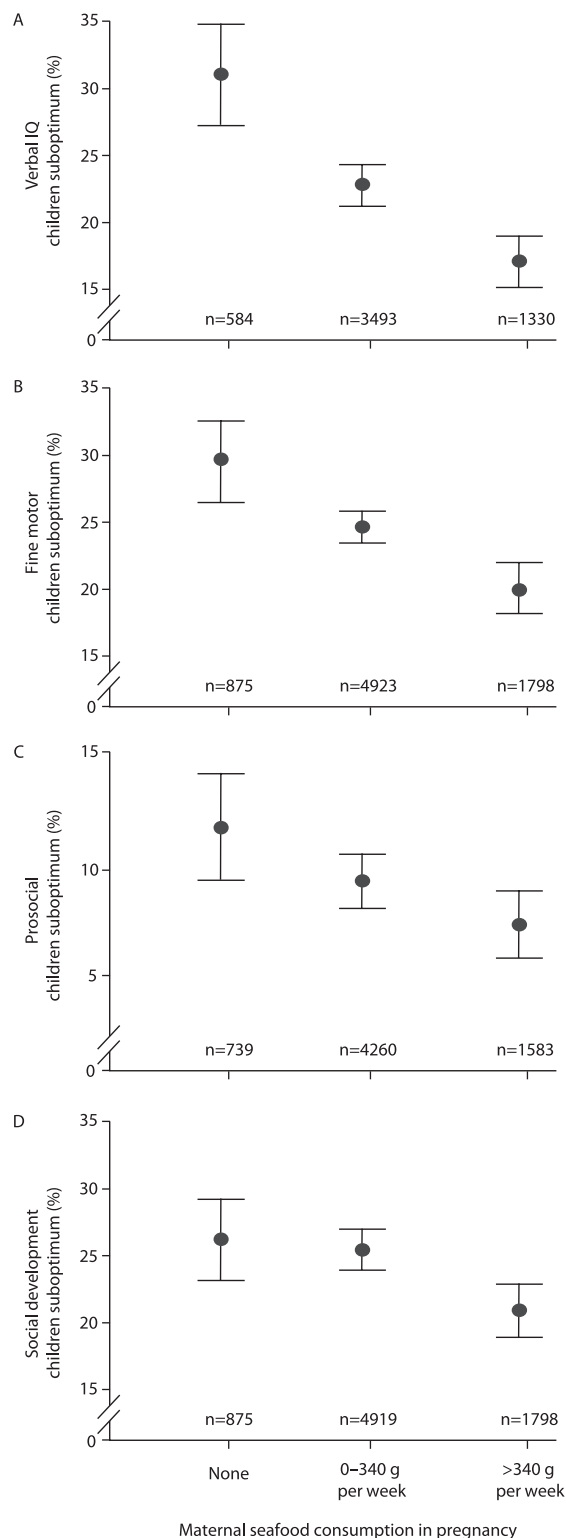 A
Verbal IQ
children suboptimum (%)
35
30
25
20
15
0
n=584 n=3493 n=1330
B
Fine motor
children suboptimum (%)
35
30
25
20
15
0
n=875 n=4923 n=1798
C
Prosocial
children suboptimum (%)
15
10
5
0
n=739 n=4260 n=1583
D
Social development
children suboptimum (%)
35
30
25
20
15
0
n=875 n=4919 n=1798
None 0–340 g >340 g
per week per week
Maternal seafood consumption in pregnancy